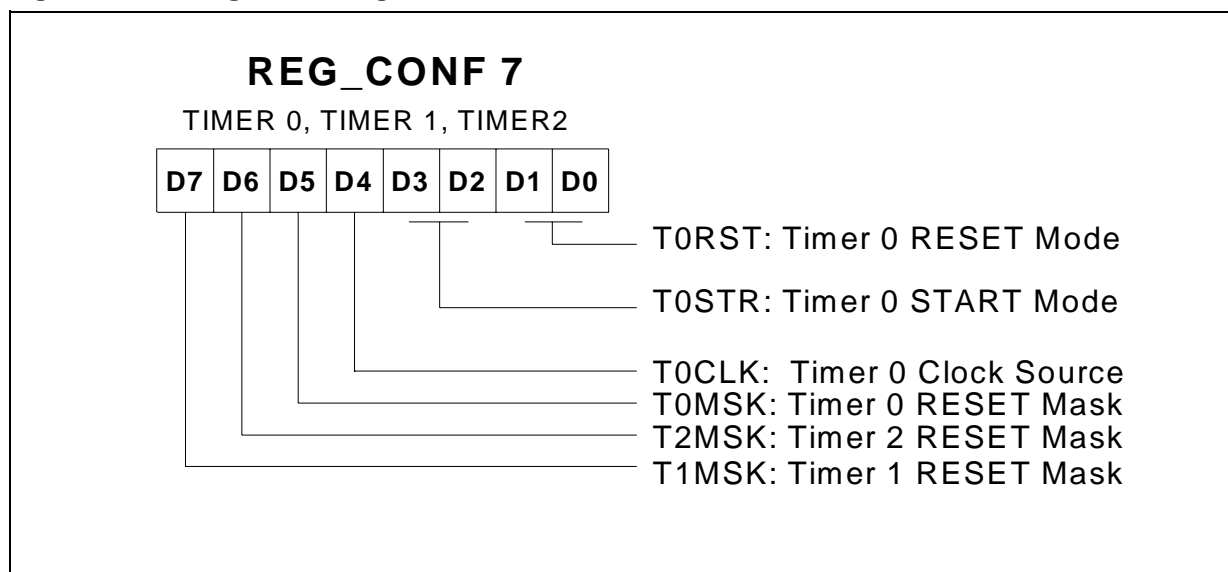 REG_CONF 7
TIMER 0, TIMER 1, TIMER2
D7 D6 D5 D4 D3 D2 D1 D0
T0RST: Timer 0 RESET Mode
T0STR: Timer 0 START Mode
T0CLK: Timer 0 Clock Source
T0MSK: Timer 0 RESET Mask
T2MSK: Timer 2 RESET Mask
T1MSK: Timer 1 RESET Mask